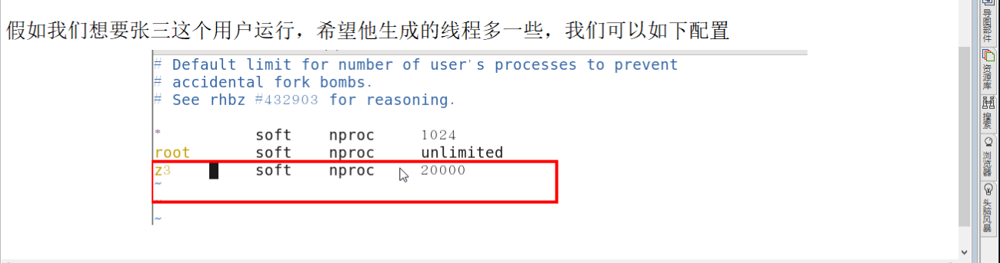 假如我们想要张三这个用户运行，希望他生成的线程多一些，我们可以如下配置
# Default limit for number of user's processes to prevent
# accidental fork bombs.
# See rhbz #432903 for reasoning.
* soft nproc 1024
root soft nproc unlimited
z3 soft nproc 20000
~
~
~
导图部件
资源库
搜索
浏览器
头脑风暴